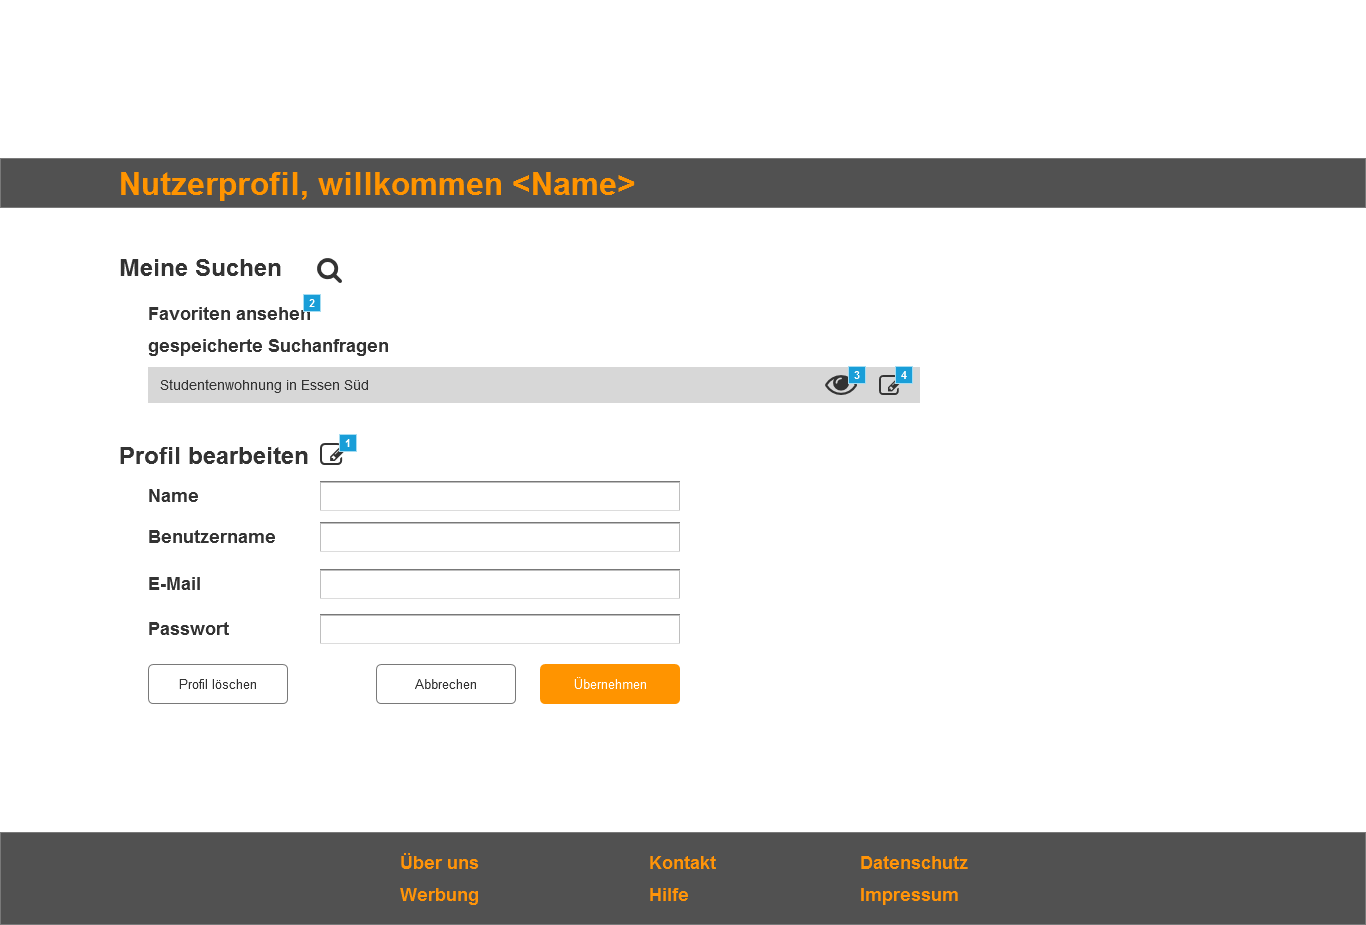 Nutzerprofil, willkommen <Name>
Meine Suchen
2
Favoriten ansehen
gespeicherte Suchanfragen
Studentenwohnung in Essen Süd 3 4
Profil bearbeiten 1
Name
Benutzername
E-Mail
Passwort
Profil löschen Abbrechen Übernehmen
Über uns Kontakt Datenschutz
Werbung Hilfe Impressum